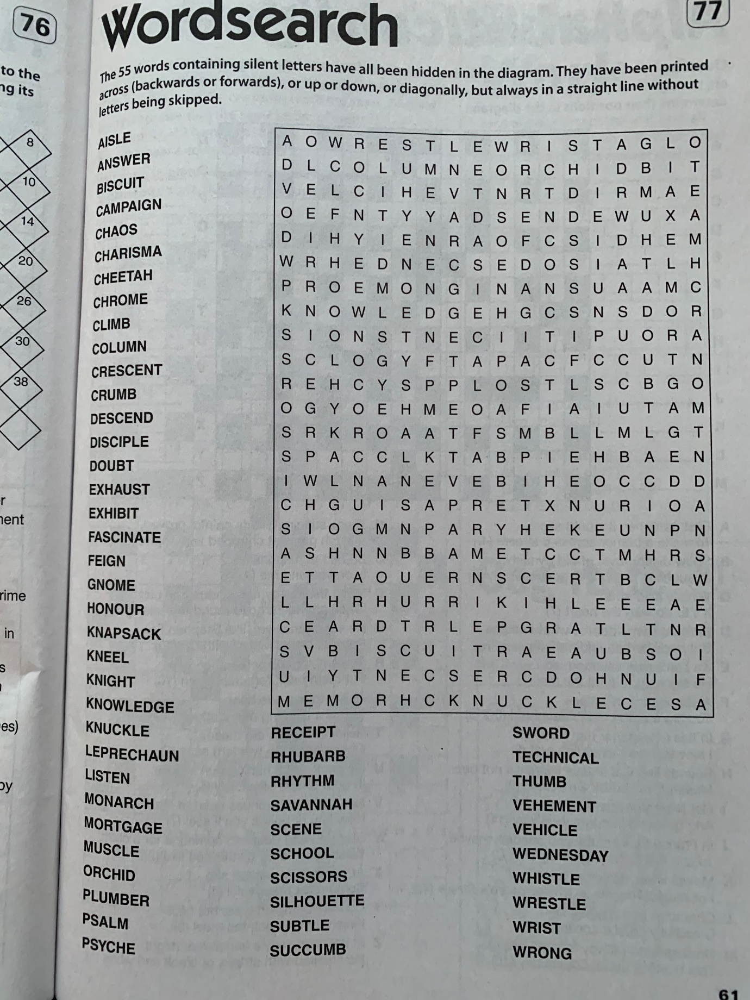 76
to the
ng its
8
10
14
20
26
30
38
r
ment
rime
in
s
es)
by
Wordsearch
77
The 55 words containing silent letters have all been hidden in the diagram. They have been printed
across (backwards or forwards), or up or down, or diagonally, but always in a straight line without
letters being skipped.
AISLE
ANSWER
BISCUIT
CAMPAIGN
CHAOS
CHARISMA
CHEETAH
CHROME
CLIMB
COLUMN
CRESCENT
CRUMB
DESCEND
DISCIPLE
DOUBT
EXHAUST
EXHIBIT
FASCINATE
FEIGN
GNOME
HONOUR
KNAPSACK
KNEEL
KNIGHT
KNOWLEDGE
KNUCKLE
LEPRECHAUN
LISTEN
MONARCH
MORTGAGE
MUSCLE
ORCHID
PLUMBER
PSALM
PSYCHE
A O W R E S T L E W R I S T A G L O
D L C O L U M N E O R C H I D B I T
V E L C I H E V T N R T D I R M A E
O E F N T Y Y A D S E N D E W U X A
D I H Y I E N R A O F C S I D H E M
W R H E D N E C S E D O S I A T L H
P R O E M O N G I N A N S U A A M C
K N O W L E D G E H G C S N S D O R
S I O N S T N E C I I T I P U O R A
S C L O G Y F T A P A C F C C U T N
R E H C Y S P P L O S T L S C B G O
O G Y O E H M E O A F I A I U T A M
S R K R O A A T F S M B L L M L G T
S P A C C L K T A B P I E H B A E N
I W L N A N E V E B I H E O C C D D
C H G U I S A P R E T X N U R I O A
S I O G M N P A R Y H E K E U N P N
A S H N N B B A M E T C C T M H R S
E T T A O U E R N S C E R T B C L W
L L H R H U R R I K I H L E E E A E
C E A R D T R L E P G R A T L T N R
S V B I S C U I T R A E A U B S O I
U I Y T N E C S E R C D O H N U I F
M E M O R H C K N U C K L E C E S A
RECEIPT
RHUBARB
RHYTHM
SAVANNAH
SCENE
SCHOOL
SCISSORS
SILHOUETTE
SUBTLE
SUCCUMB
SWORD
TECHNICAL
THUMB
VEHEMENT
VEHICLE
WEDNESDAY
WHISTLE
WRESTLE
WRIST
WRONG
61